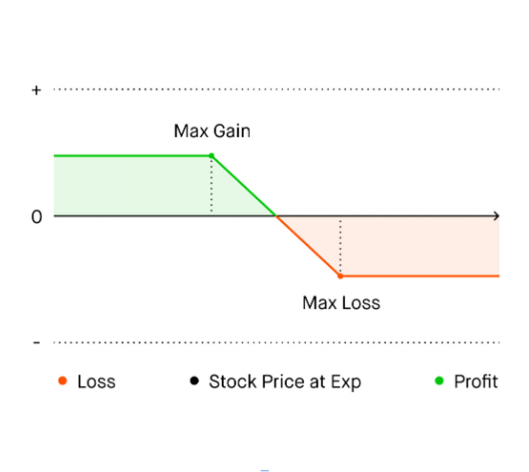 +
Max Gain
0
Max Loss
-
Loss
Stock Price at Exp
Profit